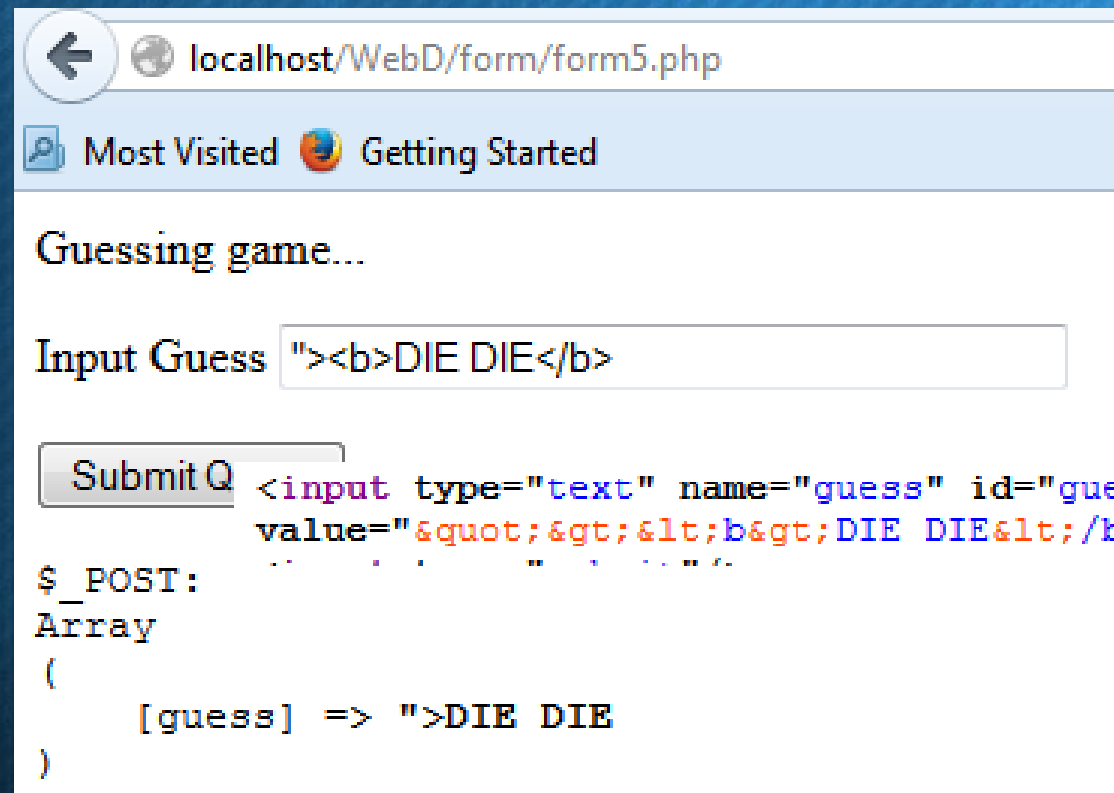 localhost/WebD/form/form5.php
Most Visited Getting Started
Guessing game...
Input Guess "><b>DIE DIE</b>
Submit Q
<input type="text" name="guess" id="gue
value="&quot;&gt;&lt;b&gt;DIE DIE&lt;/b
$_POST:
Array
(
[guess] => ">DIE DIE
)